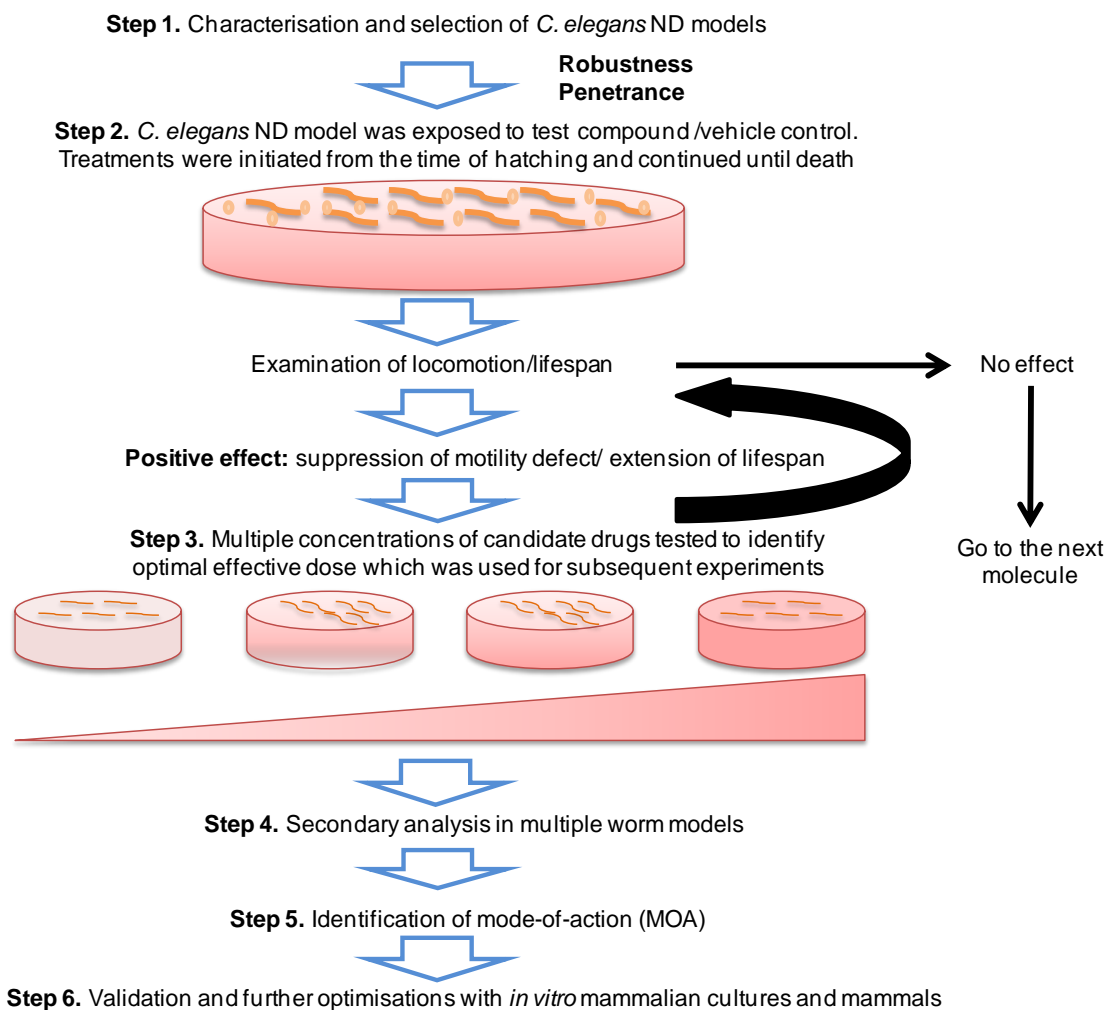 Step 1. Characterisation and selection of C. elegans ND models
Robustness
Penetrance
Step 2. C. elegans ND model was exposed to test compound /vehicle control.
Treatments were initiated from the time of hatching and continued until death
Examination of locomotion/lifespan
No effect
Positive effect: suppression of motility defect/ extension of lifespan
Step 3. Multiple concentrations of candidate drugs tested to identify
optimal effective dose which was used for subsequent experiments
Go to the next
molecule
Step 4. Secondary analysis in multiple worm models
Step 5. Identification of mode-of-action (MOA)
Step 6. Validation and further optimisations with in vitro mammalian cultures and mammals